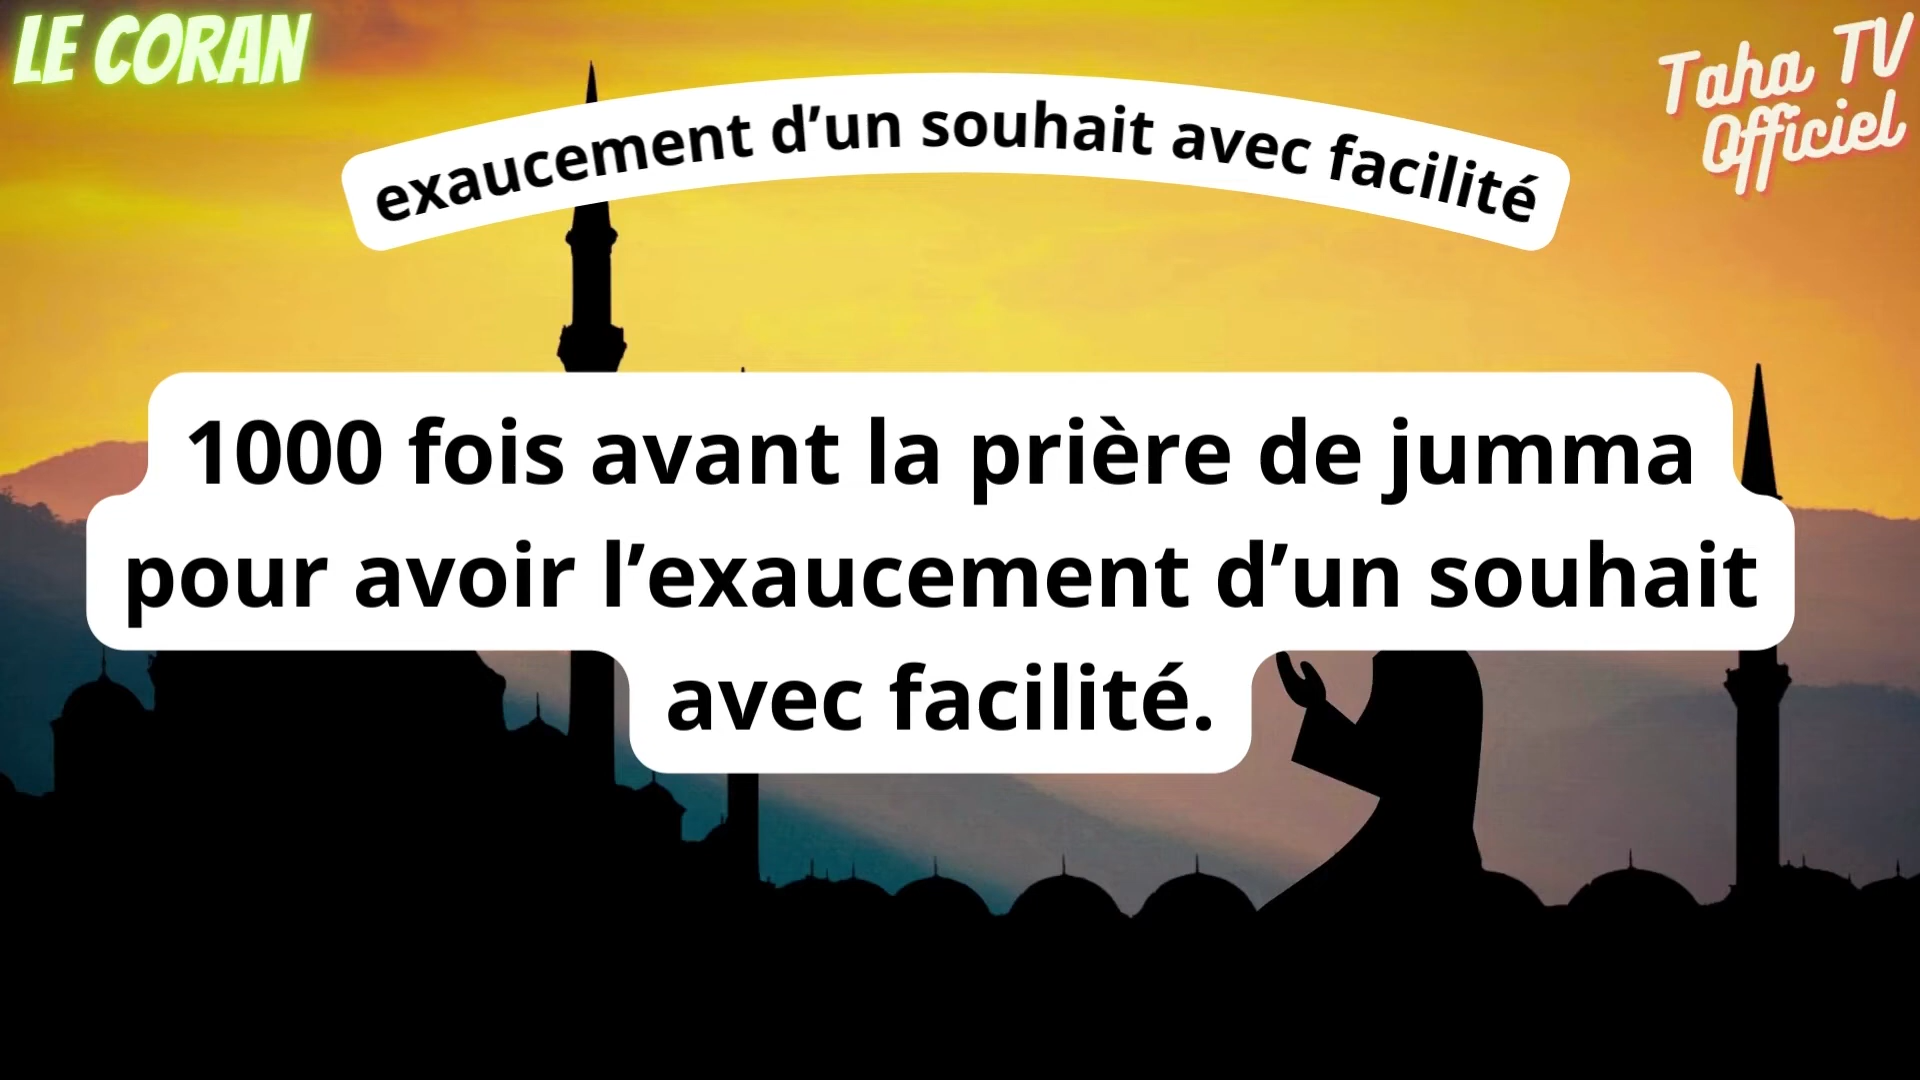 LE CORAN
Taha TV
Officiel
exaucement d’un souhait avec facilité
1000 fois avant la prière de jumma
pour avoir l’exaucement d’un souhait
avec facilité.